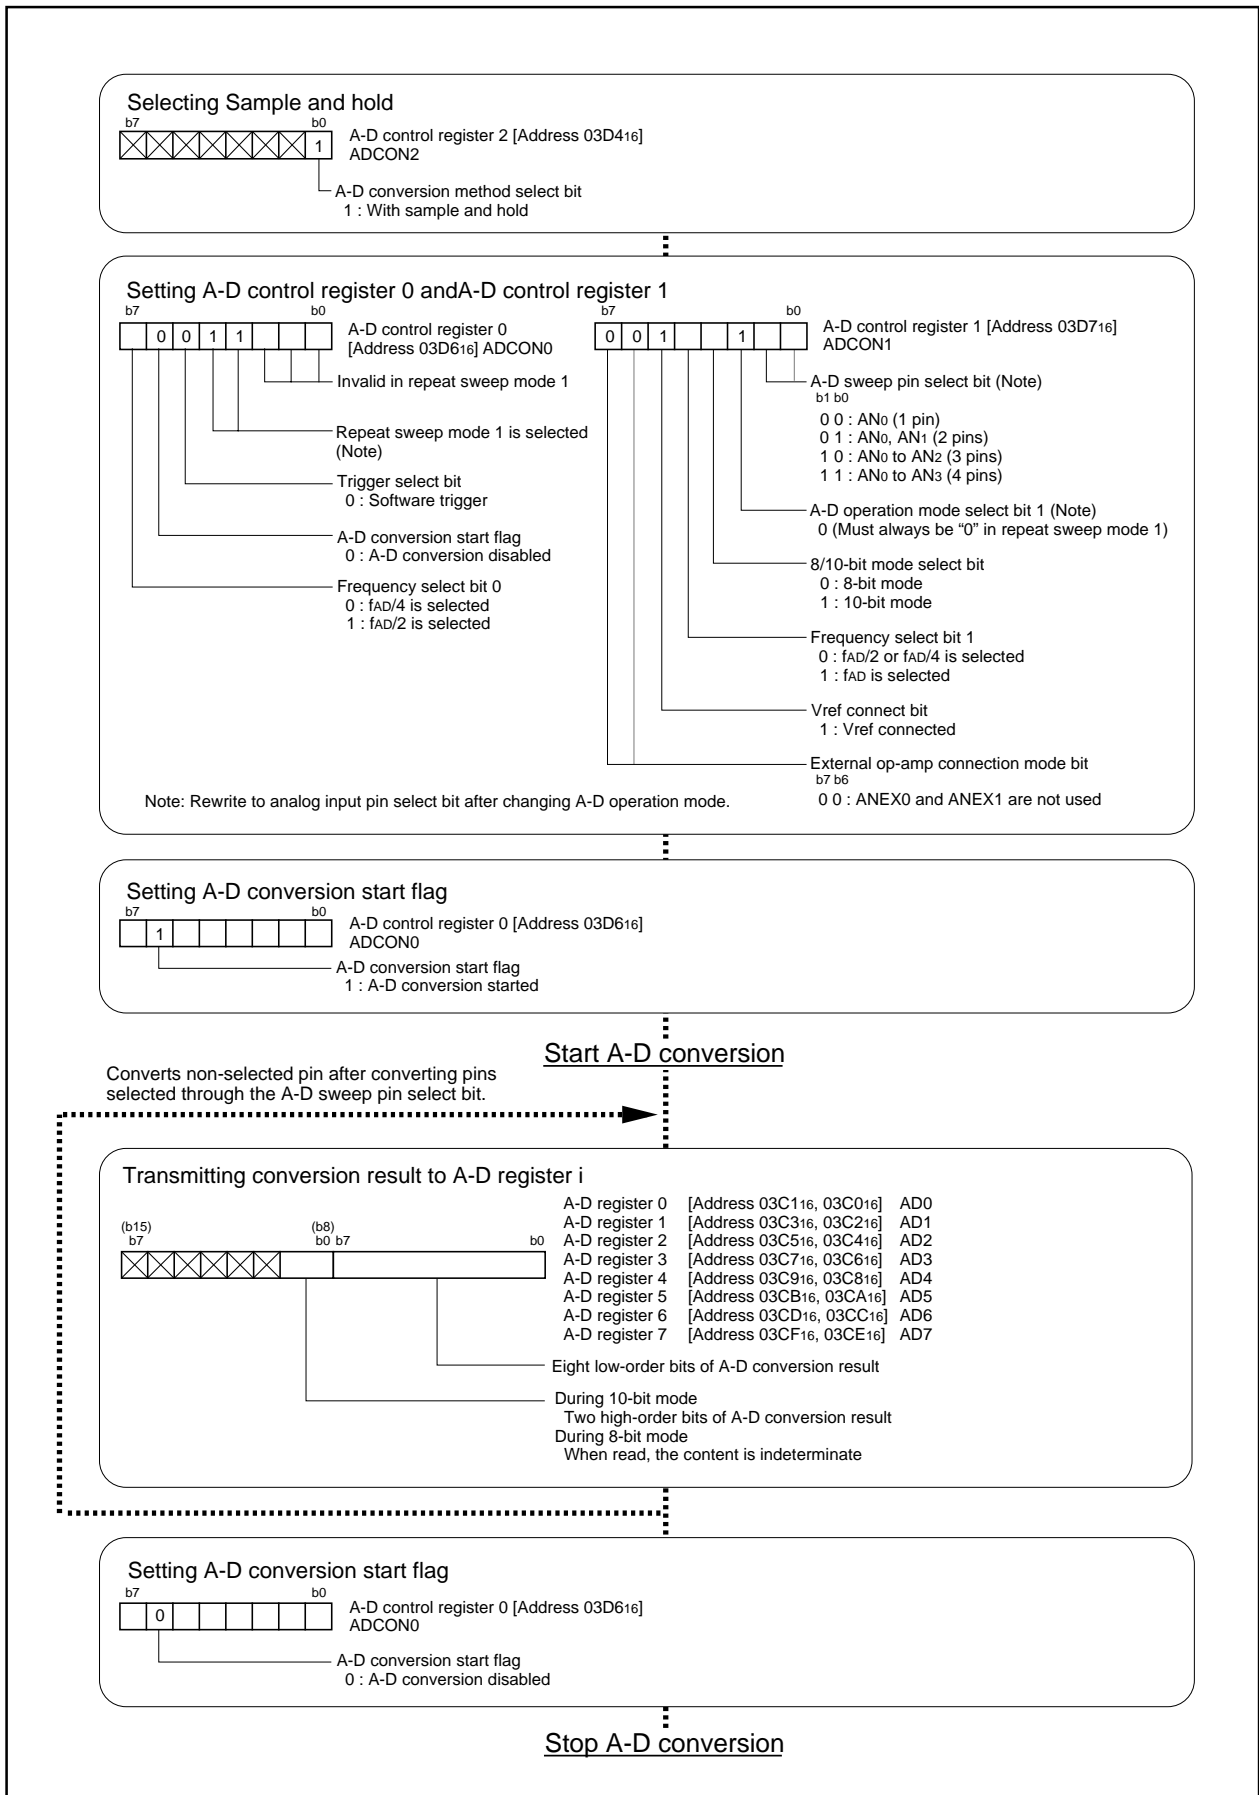 Selecting Sample and hold
b7 b0
1
A-D control register 2 [Address 03D416]
ADCON2
A-D conversion method select bit
1 : With sample and hold
Setting A-D control register 0 andA-D control register 1
b7 b0
0 0 1 1
A-D control register 0
[Address 03D616] ADCON0
Invalid in repeat sweep mode 1
Repeat sweep mode 1 is selected
(Note)
Trigger select bit
0 : Software trigger
A-D conversion start flag
0 : A-D conversion disabled
Frequency select bit 0
0 : fAD/4 is selected
1 : fAD/2 is selected
b7 b0
0 0 1 1
A-D control register 1 [Address 03D716]
ADCON1
A-D sweep pin select bit (Note)
b1 b0
0 0 : AN0 (1 pin)
0 1 : AN0, AN1 (2 pins)
1 0 : AN0 to AN2 (3 pins)
1 1 : AN0 to AN3 (4 pins)
A-D operation mode select bit 1 (Note)
0 (Must always be “0” in repeat sweep mode 1)
8/10-bit mode select bit
0 : 8-bit mode
1 : 10-bit mode
Frequency select bit 1
0 : fAD/2 or fAD/4 is selected
1 : fAD is selected
Vref connect bit
1 : Vref connected
External op-amp connection mode bit
b7 b6
0 0 : ANEX0 and ANEX1 are not used
Note: Rewrite to analog input pin select bit after changing A-D operation mode.
Setting A-D conversion start flag
b7 b0
1
A-D control register 0 [Address 03D616]
ADCON0
A-D conversion start flag
1 : A-D conversion started
Start A-D conversion
Converts non-selected pin after converting pins
selected through the A-D sweep pin select bit.
Transmitting conversion result to A-D register i
(b15) (b8)
b7 b0 b7 b0
A-D register 0 [Address 03C116, 03C016] AD0
A-D register 1 [Address 03C316, 03C216] AD1
A-D register 2 [Address 03C516, 03C416] AD2
A-D register 3 [Address 03C716, 03C616] AD3
A-D register 4 [Address 03C916, 03C816] AD4
A-D register 5 [Address 03CB16, 03CA16] AD5
A-D register 6 [Address 03CD16, 03CC16] AD6
A-D register 7 [Address 03CF16, 03CE16] AD7
Eight low-order bits of A-D conversion result
During 10-bit mode
Two high-order bits of A-D conversion result
During 8-bit mode
When read, the content is indeterminate
Setting A-D conversion start flag
b7 b0
0
A-D control register 0 [Address 03D616]
ADCON0
A-D conversion start flag
0 : A-D conversion disabled
Stop A-D conversion